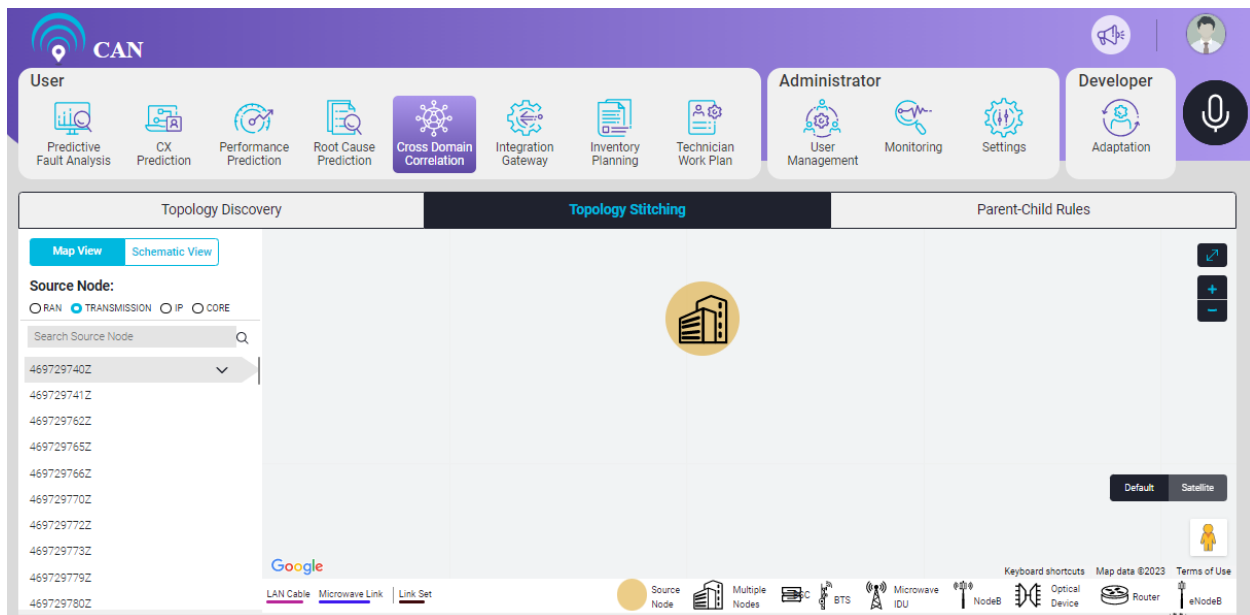 CAN
User
Administrator
Developer
Predictive
Fault Analysis
CX
Prediction
Performance
Prediction
Root Cause
Prediction
Cross Domain
Correlation
Integration
Gateway
Inventory
Planning
Technician
Work Plan
User
Management
Monitoring
Settings
Adaptation
Topology Discovery
Topology Stitching
Parent-Child Rules
Map View
Schematic View
Source Node:
RAN TRANSMISSION IP CORE
Search Source Node
469729740Z
469729741Z
469729762Z
469729765Z
469729766Z
469729770Z
469729772Z
469729773Z
469729779Z
469729780Z
+
−
Default
Satellite
Google
Keyboard shortcuts
Map data ©2023
Terms of Use
LAN Cable
Microwave Link
Link Set
Source
Node
Multiple
Nodes
BTS
Microwave
IDU
NodeB
Optical
Device
Router
eNodeB